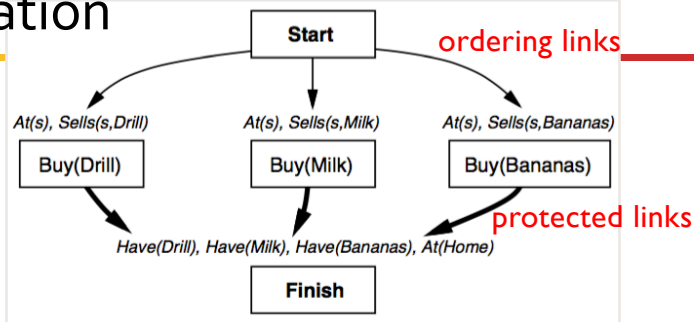 ation
Start
ordering links
At(s), Sells(s,Drill) At(s), Sells(s,Milk) At(s), Sells(s,Bananas)
Buy(Drill) Buy(Milk) Buy(Bananas)
protected links
Have(Drill), Have(Milk), Have(Bananas), At(Home)
Finish